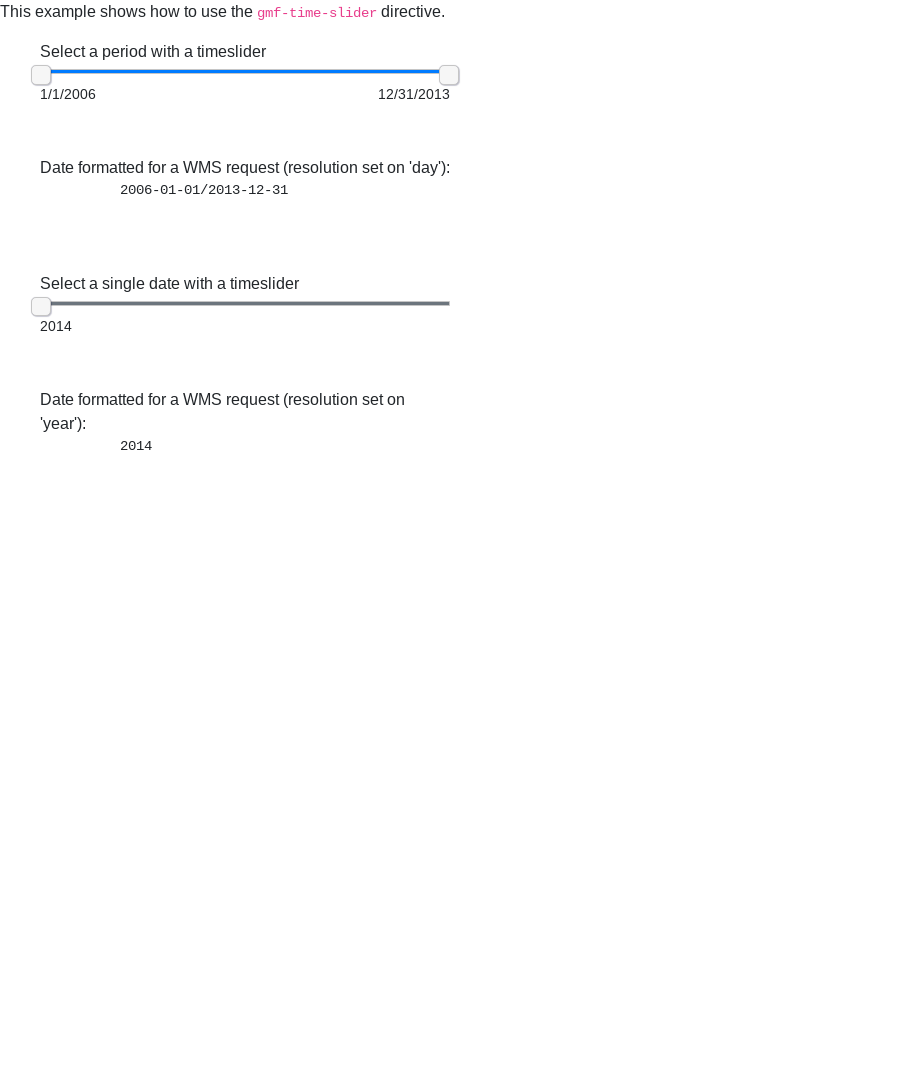 This example shows how to use the gmf-time-slider directive.
Select a period with a timeslider
1/1/2006 12/31/2013
Date formatted for a WMS request (resolution set on 'day'):
2006-01-01/2013-12-31
Select a single date with a timeslider
2014
Date formatted for a WMS request (resolution set on
'year'):
2014